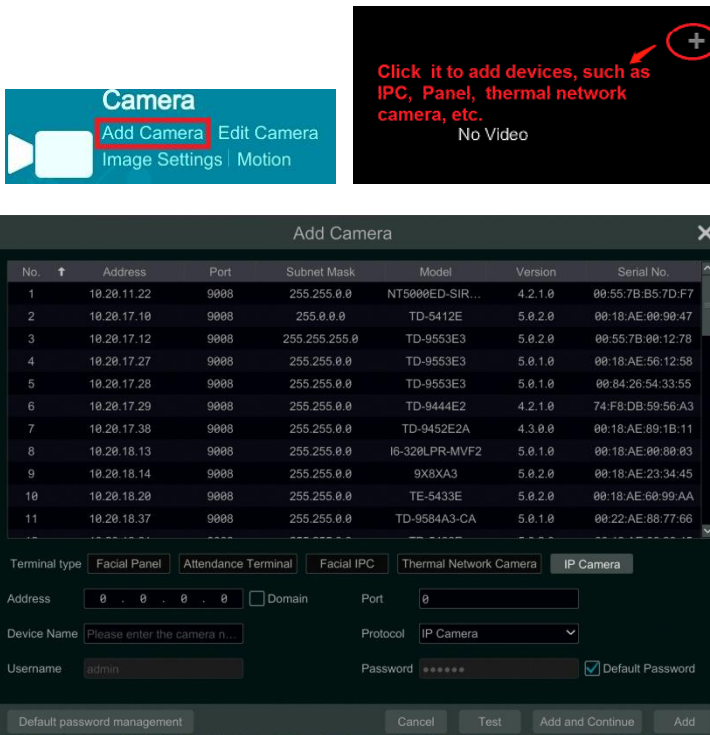 Camera
Add Camera Edit Camera
Image Settings Motion
Click it to add devices, such as
IPC, Panel, thermal network
camera, etc.
No Video
Add Camera
No. Address Port Subnet Mask Model Version Serial No.
1 10.20.11.22 9008 255.255.0.0 NT5000ED-SIR... 4.2.1.0 00:55:7B:B5:7D:F7
2 10.20.17.10 9008 255.0.0.0 TD-5412E 5.0.2.0 00:18:AE:00:90:47
3 10.20.17.12 9008 255.255.255.0 TD-9553E3 5.0.2.0 00:55:7B:00:12:78
4 10.20.17.27 9008 255.255.0.0 TD-9553E3 5.0.1.0 00:18:AE:56:12:58
5 10.20.17.28 9008 255.255.0.0 TD-9553E3 5.0.1.0 00:84:26:54:33:55
6 10.20.17.29 9008 255.255.0.0 TD-9444E2 4.2.1.0 74:F8:DB:59:56:A3
7 10.20.17.38 9008 255.255.0.0 TD-9452E2A 4.3.0.0 00:18:AE:89:1B:11
8 10.20.18.13 9008 255.255.0.0 I6-320LPR-MVF2 5.0.1.0 00:18:AE:00:80:03
9 10.20.18.14 9008 255.255.0.0 9X8XA3 5.0.2.0 00:18:AE:23:34:45
10 10.20.18.20 9008 255.255.0.0 TE-5433E 5.0.2.0 00:18:AE:60:99:AA
11 10.20.18.37 9008 255.255.0.0 TD-9584A3-CA 5.0.1.0 00:22:AE:88:77:66
Terminal type Facial Panel Attendance Terminal Facial IPC Thermal Network Camera IP Camera
Address 0 . 0 . 0 . 0 Domain Port 0
Device Name Please enter the camera n... Protocol IP Camera
Username admin Password ●●●●●● Default Password
Default password management Cancel Test Add and Continue Add